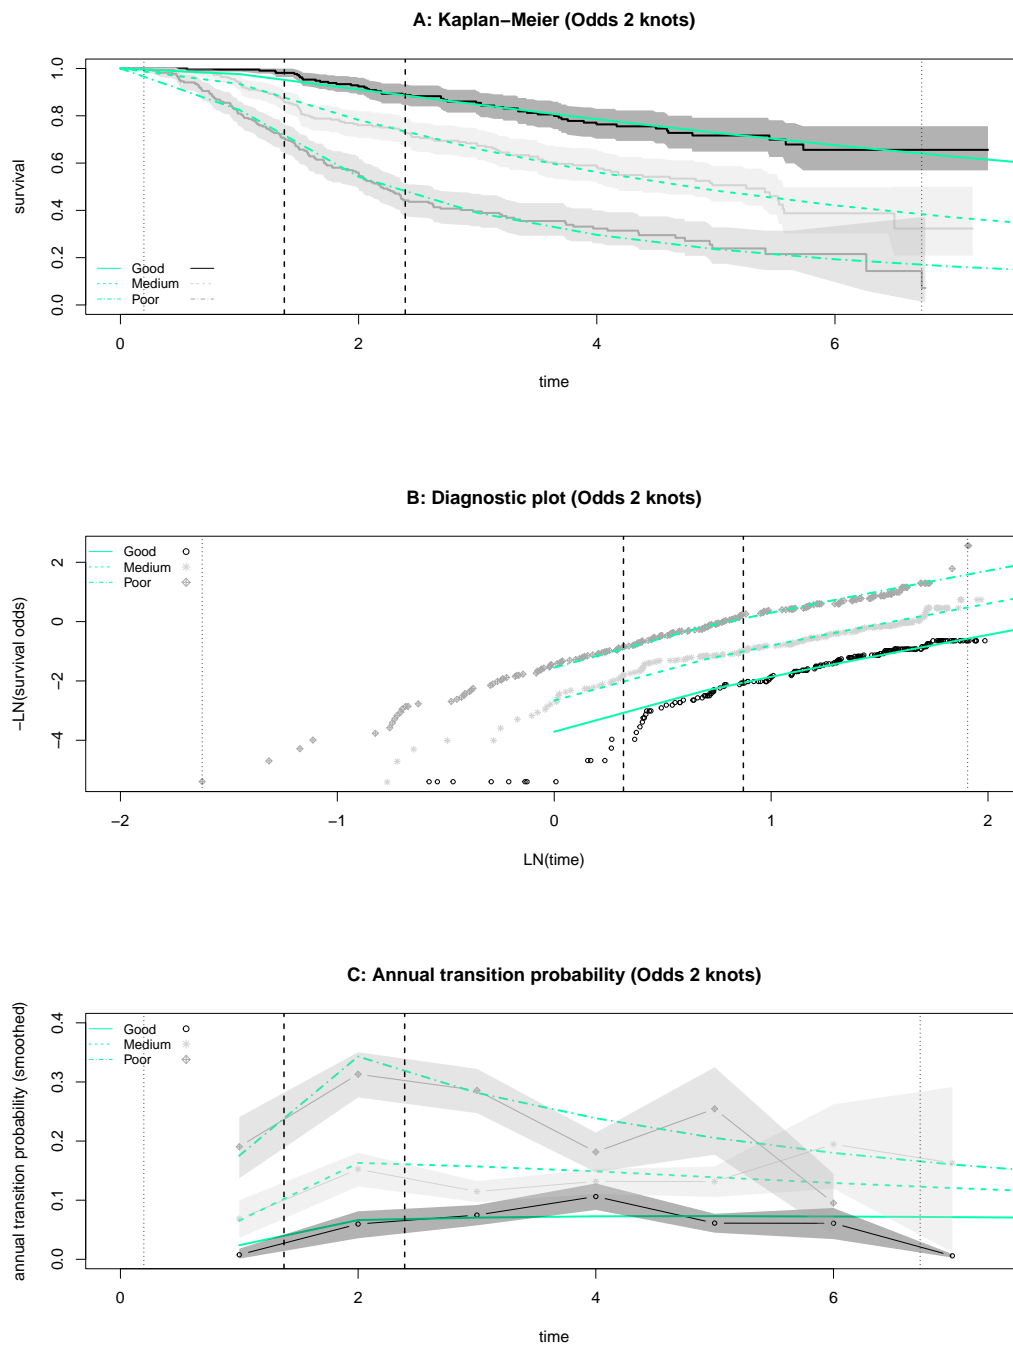 A: Kaplan−Meier (Odds 2 knots)
survival
1.0
0.8
0.6
0.4
0.2
0.0
Good
Medium
Poor
0 2 4 6
time
B: Diagnostic plot (Odds 2 knots)
−LN(survival odds)
2
0
−2
−4
Good
Medium
Poor
−2 −1 0 1 2
LN(time)
C: Annual transition probability (Odds 2 knots)
annual transition probability (smoothed)
0.4
0.3
0.2
0.1
0.0
Good
Medium
Poor
0 2 4 6
time